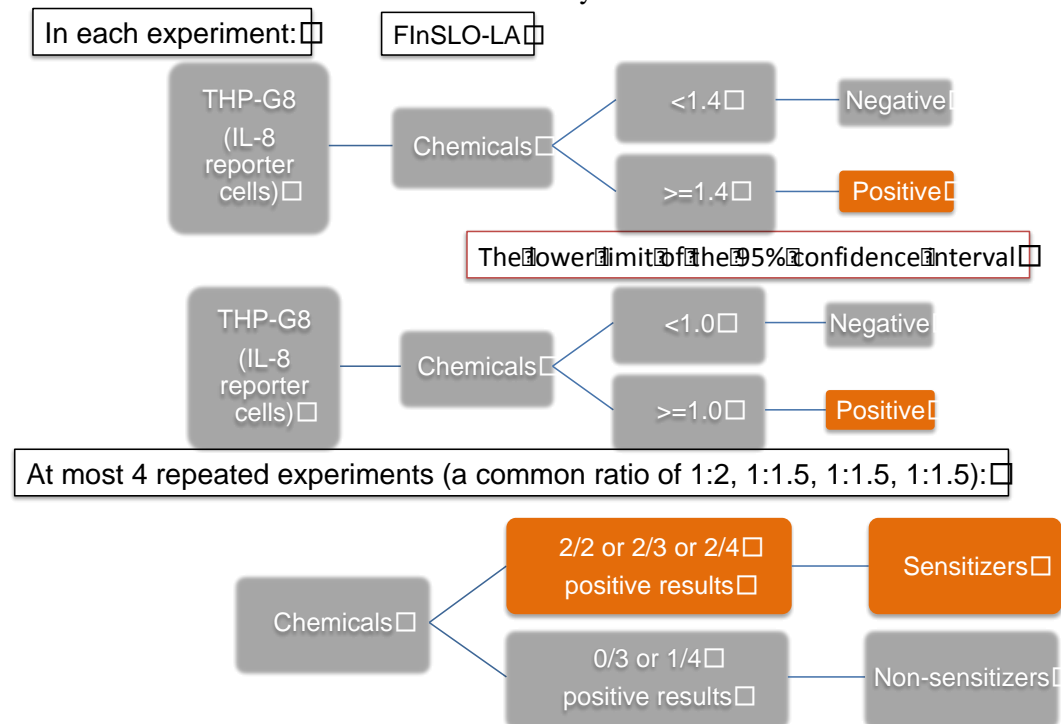 In each experiment:
FInSLO-LA
THP-G8
(IL-8
reporter
cells)
Chemicals
<1.4
Negative
>=1.4
Positive
The lower limit of the 95% confidence interval
THP-G8
(IL-8
reporter
cells)
Chemicals
<1.0
Negative
>=1.0
Positive
At most 4 repeated experiments (a common ratio of 1:2, 1:1.5, 1:1.5, 1:1.5):
Chemicals
2/2 or 2/3 or 2/4
positive results
Sensitizers
0/3 or 1/4
positive results
Non-sensitizers